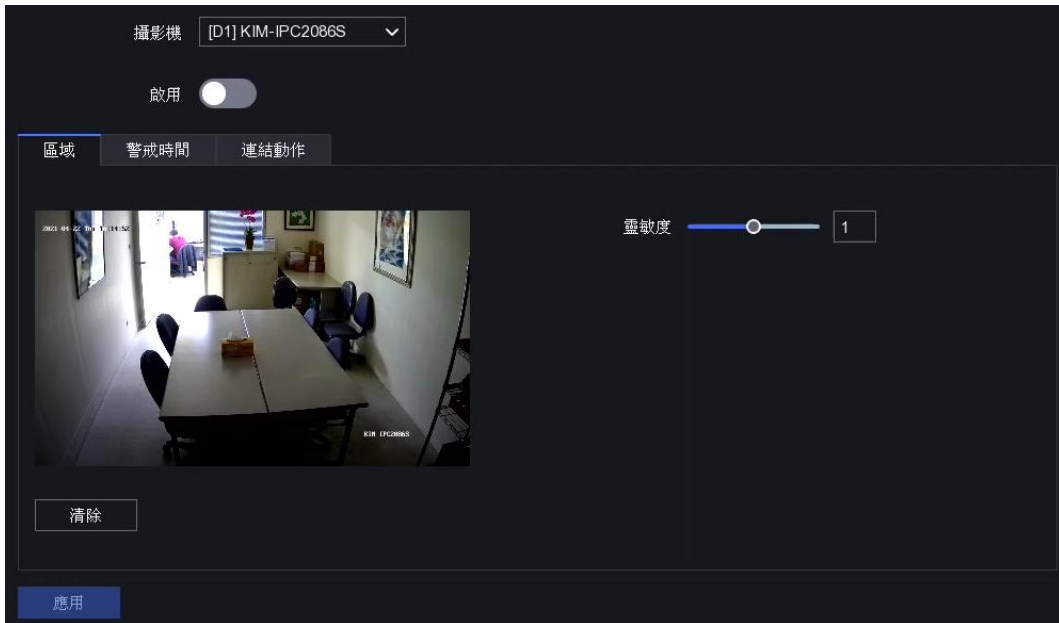 攝影機 [D1] KIM-IPC2086S
啟用
區域 警戒時間 連結動作
靈敏度 1
KIM IPC2086S
清除
應用